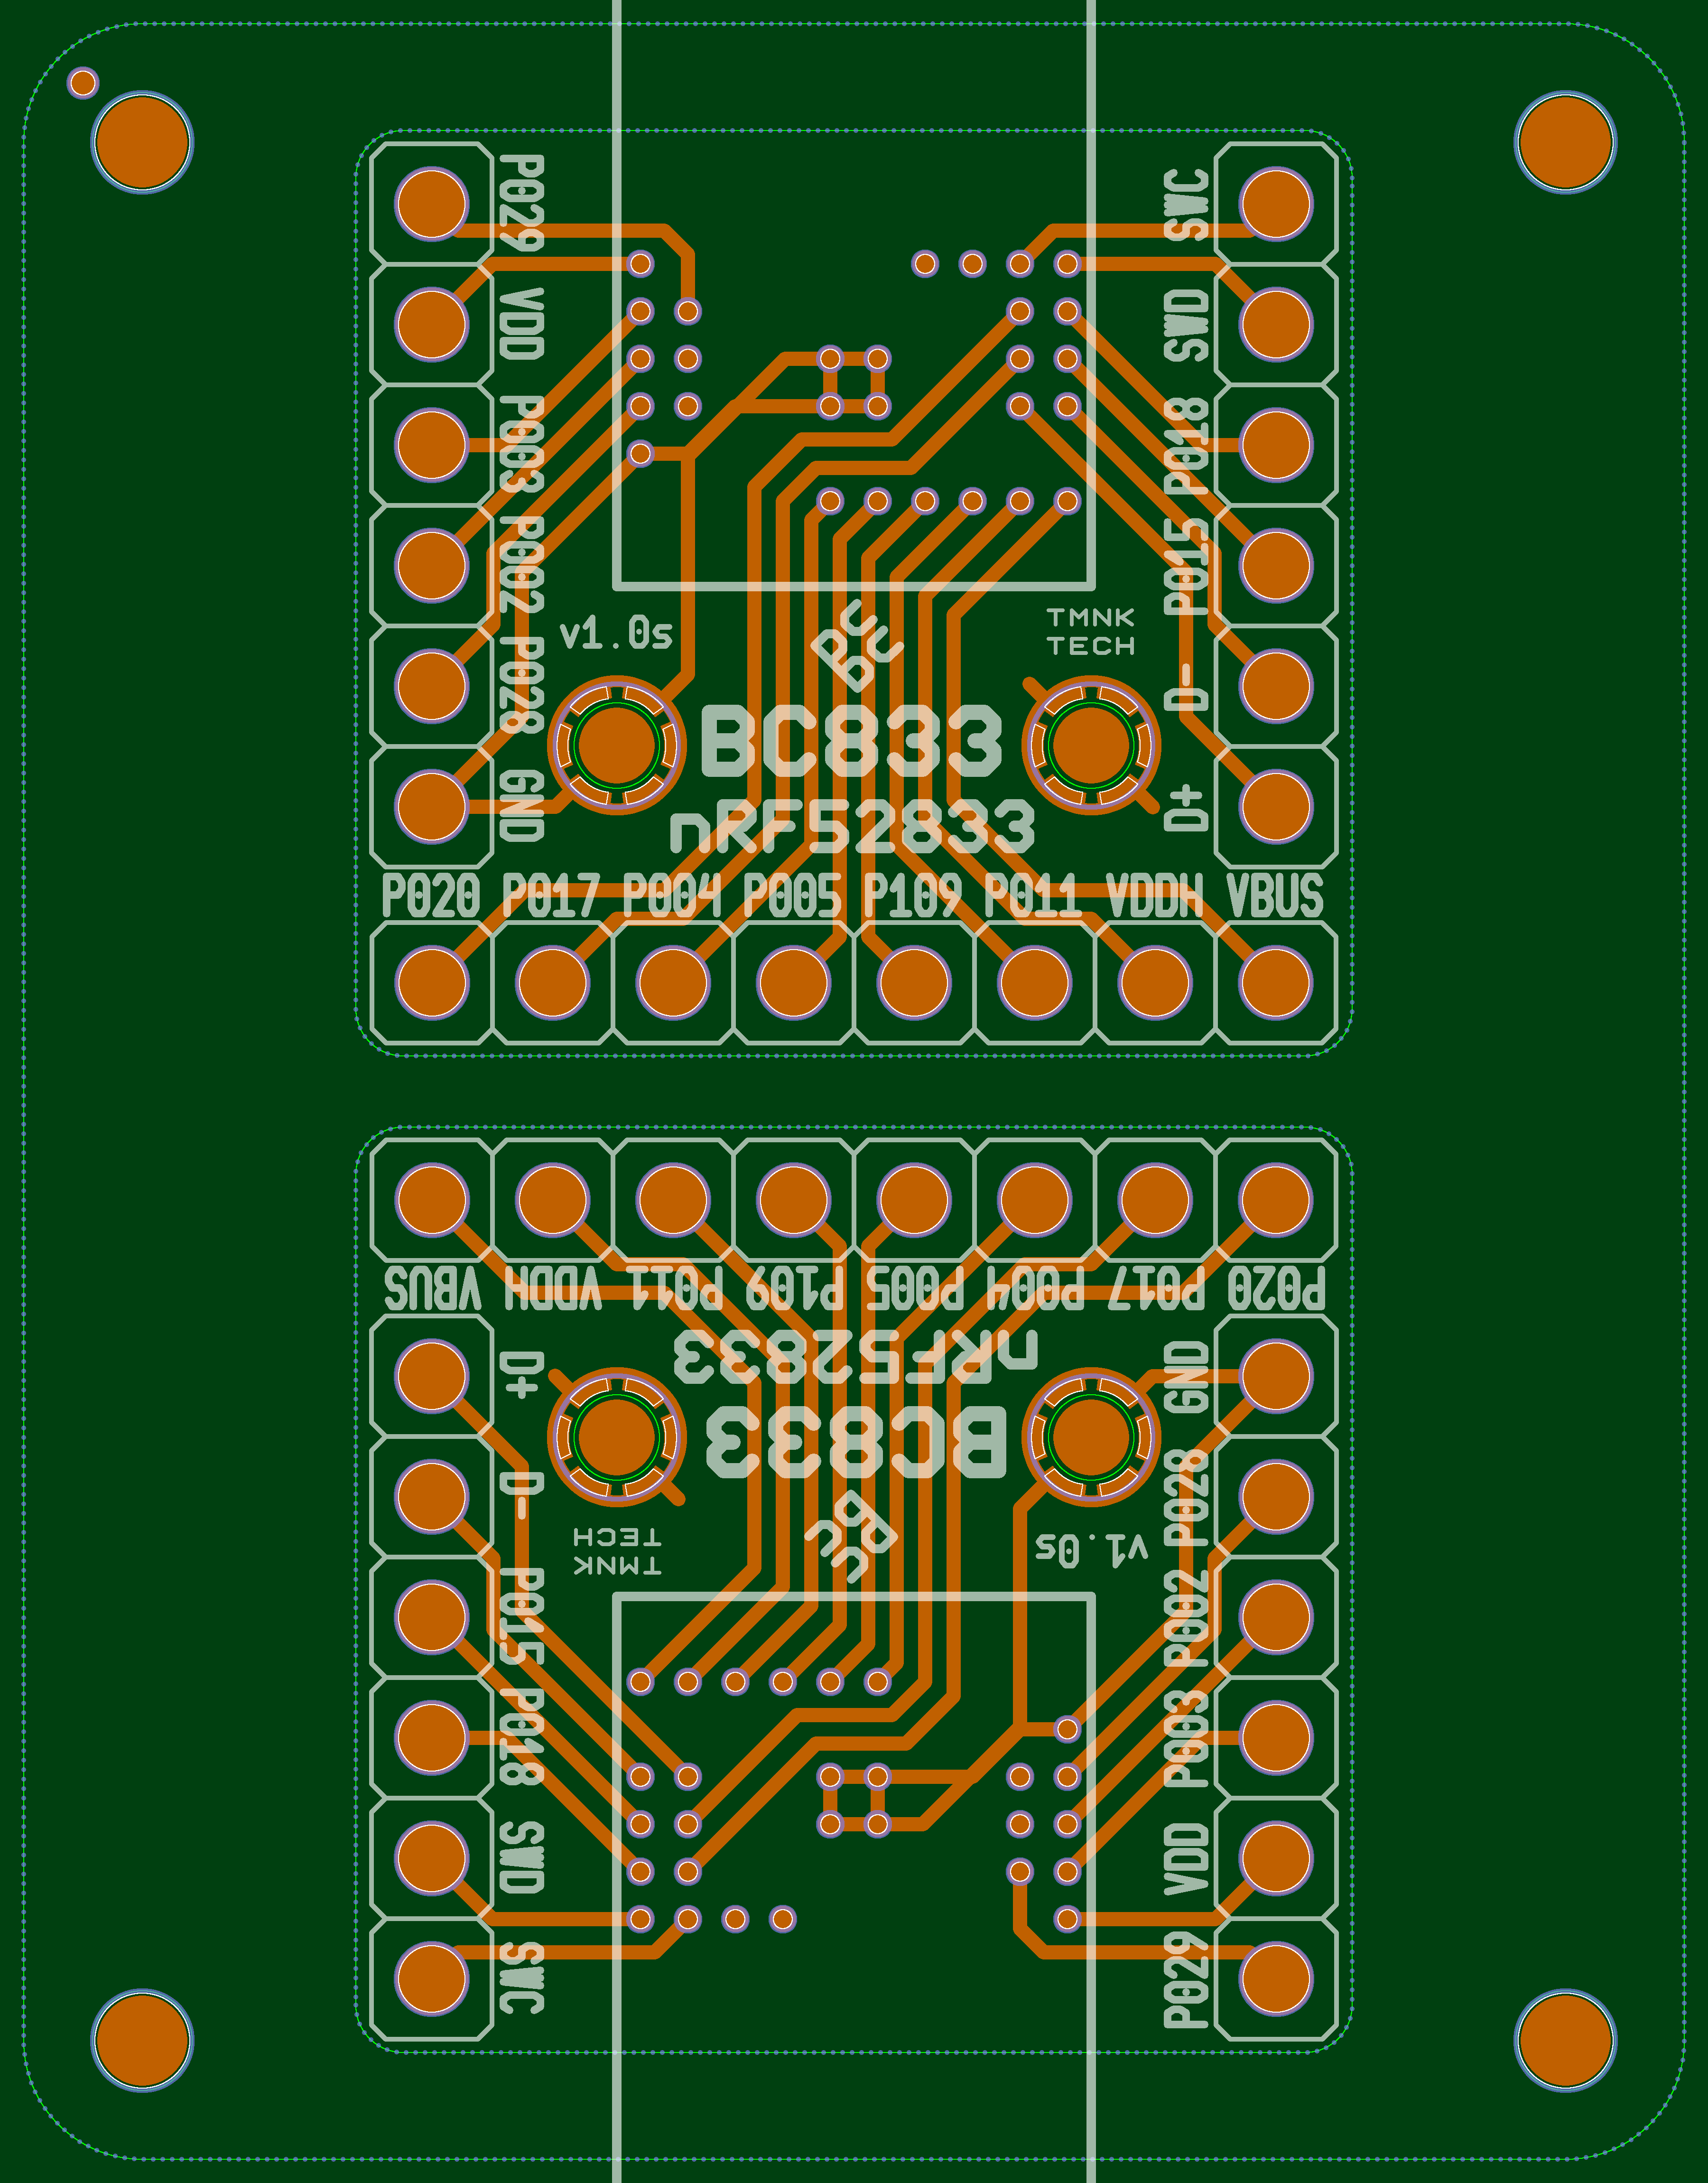 P029
SWC
VDD
SWD
P003
P018
P002
P015
v1.0s
TMNK
TECH
P028
D-
BC833
GND
D+
nRF52833
P020 P017 P004 P005 P109 P011 VDDH VBUS
VBUS VDDH P011 P109 P005 P004 P017 P020
nRF52833
D+
GND
BC833
D-
P028
TMNK
TECH
v1.0s
P015
P002
P018
P003
SWD
VDD
SWC
P029